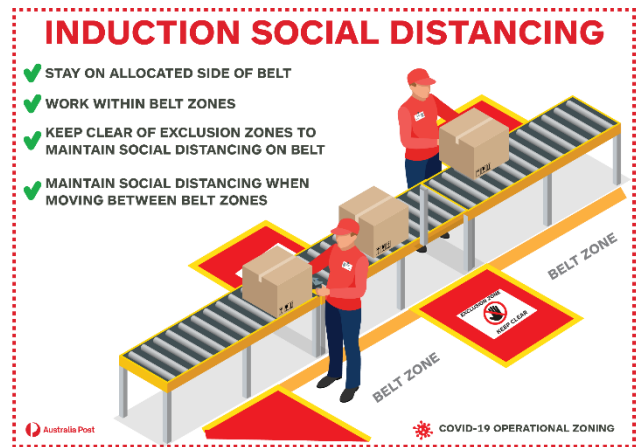 INDUCTION SOCIAL DISTANCING
STAY ON ALLOCATED SIDE OF BELT
WORK WITHIN BELT ZONES
KEEP CLEAR OF EXCLUSION ZONES TO
MAINTAIN SOCIAL DISTANCING ON BELT
MAINTAIN SOCIAL DISTANCING WHEN
MOVING BETWEEN BELT ZONES
BELT ZONE
EXCLUSION ZONE
KEEP CLEAR
BELT ZONE
Australia Post
COVID-19 OPERATIONAL ZONING